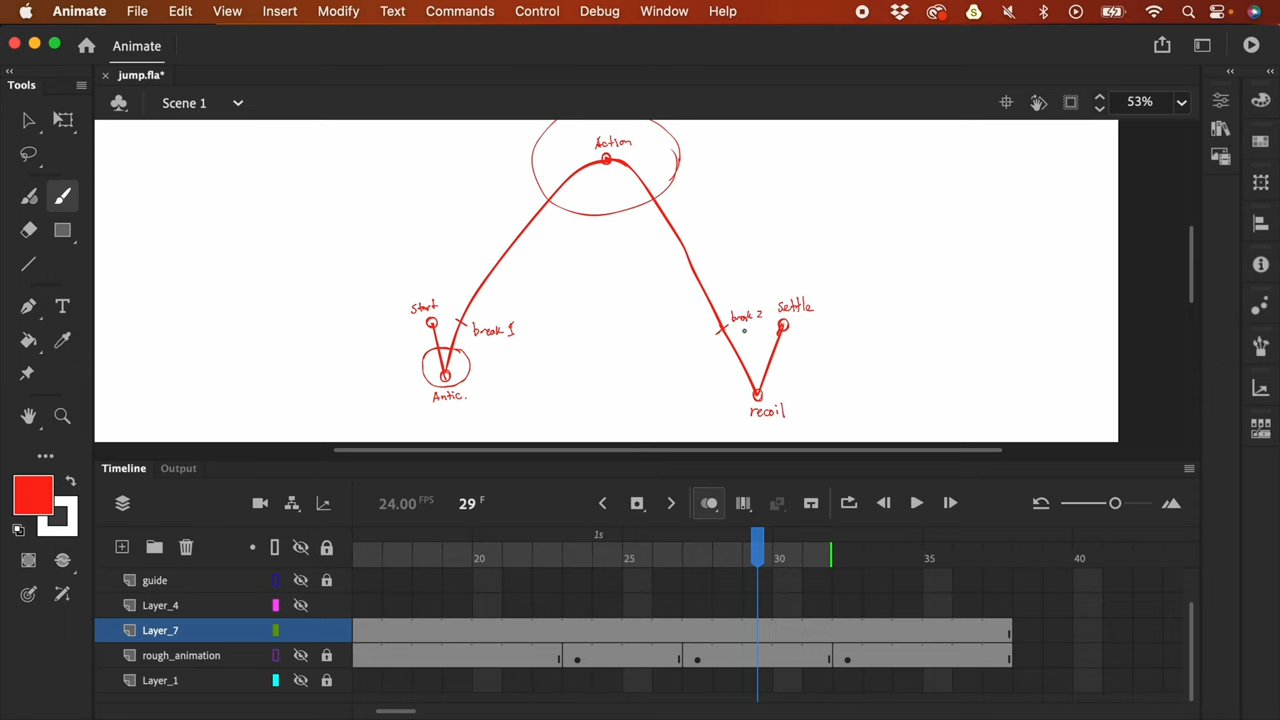 Animate File Edit View Insert Modify Text Commands Control Debug Window Help
Animate
jump.fla*
Tools
Scene 1
53%
Action
start
break 1
settle
break 2
Antic.
recoil
Timeline Output
24.00 FPS 29 F
1s
20 25 30 35 40
guide
Layer_4
Layer_7
rough_animation
Layer_1